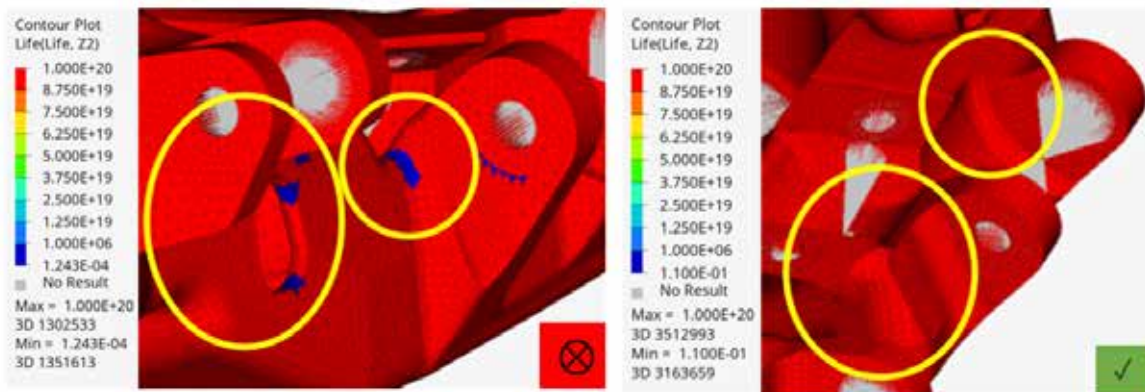 Contour Plot
Life(Life, Z2)
1.000E+20
8.750E+19
7.500E+19
6.250E+19
5.000E+19
3.750E+19
2.500E+19
1.250E+19
1.000E+06
1.243E-04
No Result
Max = 1.000E+20
3D 1302533
Min = 1.243E-04
3D 1351613
Contour Plot
Life(Life, Z2)
1.000E+20
8.750E+19
7.500E+19
6.250E+19
5.000E+19
3.750E+19
2.500E+19
1.250E+19
1.000E+06
1.100E-01
No Result
Max = 1.000E+20
3D 3512993
Min = 1.100E-01
3D 3163659